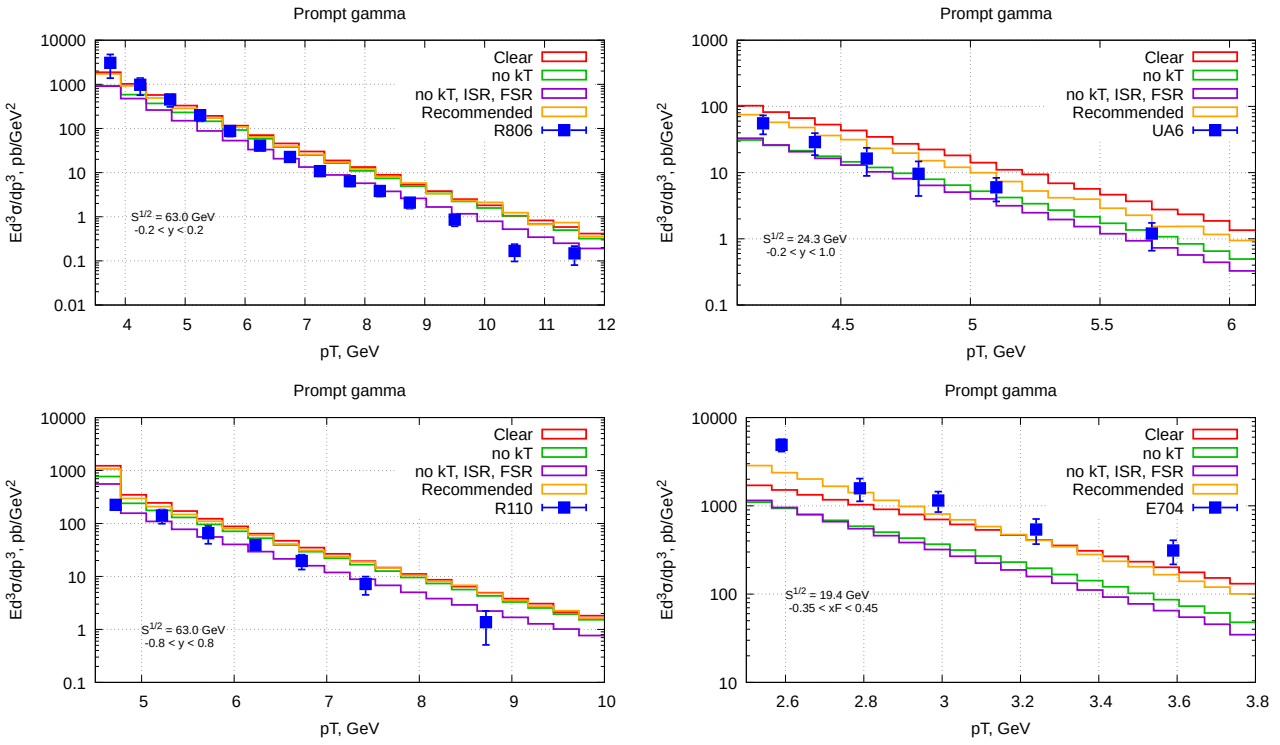 Prompt gamma
Ed³σ/dp³, pb/GeV²
10000
1000
100
10
1
0.1
0.01
Clear
no kT
no kT, ISR, FSR
Recommended
R806
S^1/2 = 63.0 GeV
-0.2 < y < 0.2
4 5 6 7 8 9 10 11 12
pT, GeV
Prompt gamma
Ed³σ/dp³, pb/GeV²
1000
100
10
1
0.1
Clear
no kT
no kT, ISR, FSR
Recommended
UA6
S^1/2 = 24.3 GeV
-0.2 < y < 1.0
4.5 5 5.5 6
pT, GeV
Prompt gamma
Ed³σ/dp³, pb/GeV²
10000
1000
100
10
1
0.1
Clear
no kT
no kT, ISR, FSR
Recommended
R110
S^1/2 = 63.0 GeV
-0.8 < y < 0.8
5 6 7 8 9 10
pT, GeV
Prompt gamma
Ed³σ/dp³, pb/GeV²
10000
1000
100
10
Clear
no kT
no kT, ISR, FSR
Recommended
E704
S^1/2 = 19.4 GeV
-0.35 < xF < 0.45
2.6 2.8 3 3.2 3.4 3.6 3.8
pT, GeV